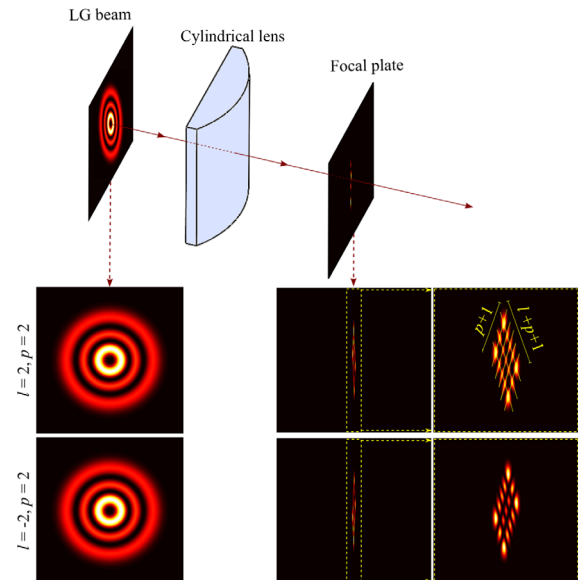 LG beam
Cylindrical lens
Focal plate
l = 2, p = 2
p+1
l+p+1
l = -2, p = 2